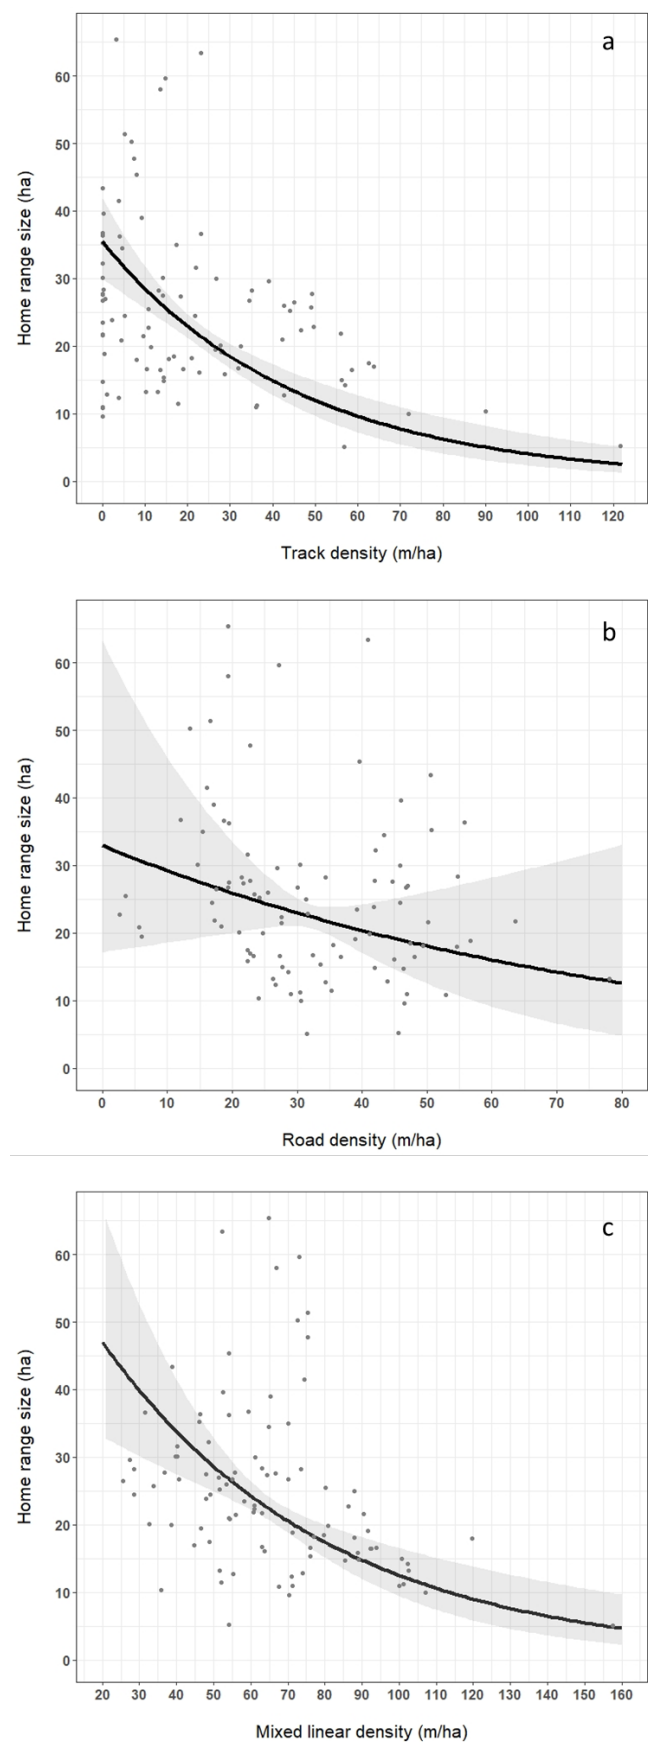 a
60
50
40
30
20
10
0
Home range size (ha)
0 10 20 30 40 50 60 70 80 90 100 110 120
Track density (m/ha)
b
60
50
40
30
20
10
0
Home range size (ha)
0 10 20 30 40 50 60 70 80
Road density (m/ha)
c
60
50
40
30
20
10
0
Home range size (ha)
20 30 40 50 60 70 80 90 100 110 120 130 140 150 160
Mixed linear density (m/ha)